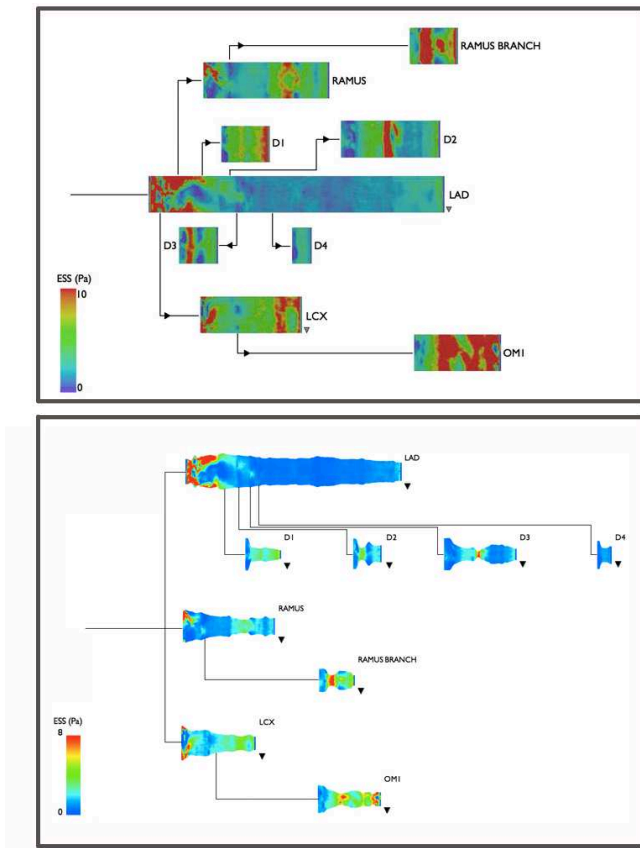 RAMUS BRANCH
RAMUS
D1
D2
LAD
D3
D4
ESS (Pa)
10
0
LCX
OM1
LAD
D1
D2
D3
D4
RAMUS
RAMUS BRANCH
ESS (Pa)
8
0
LCX
OM1